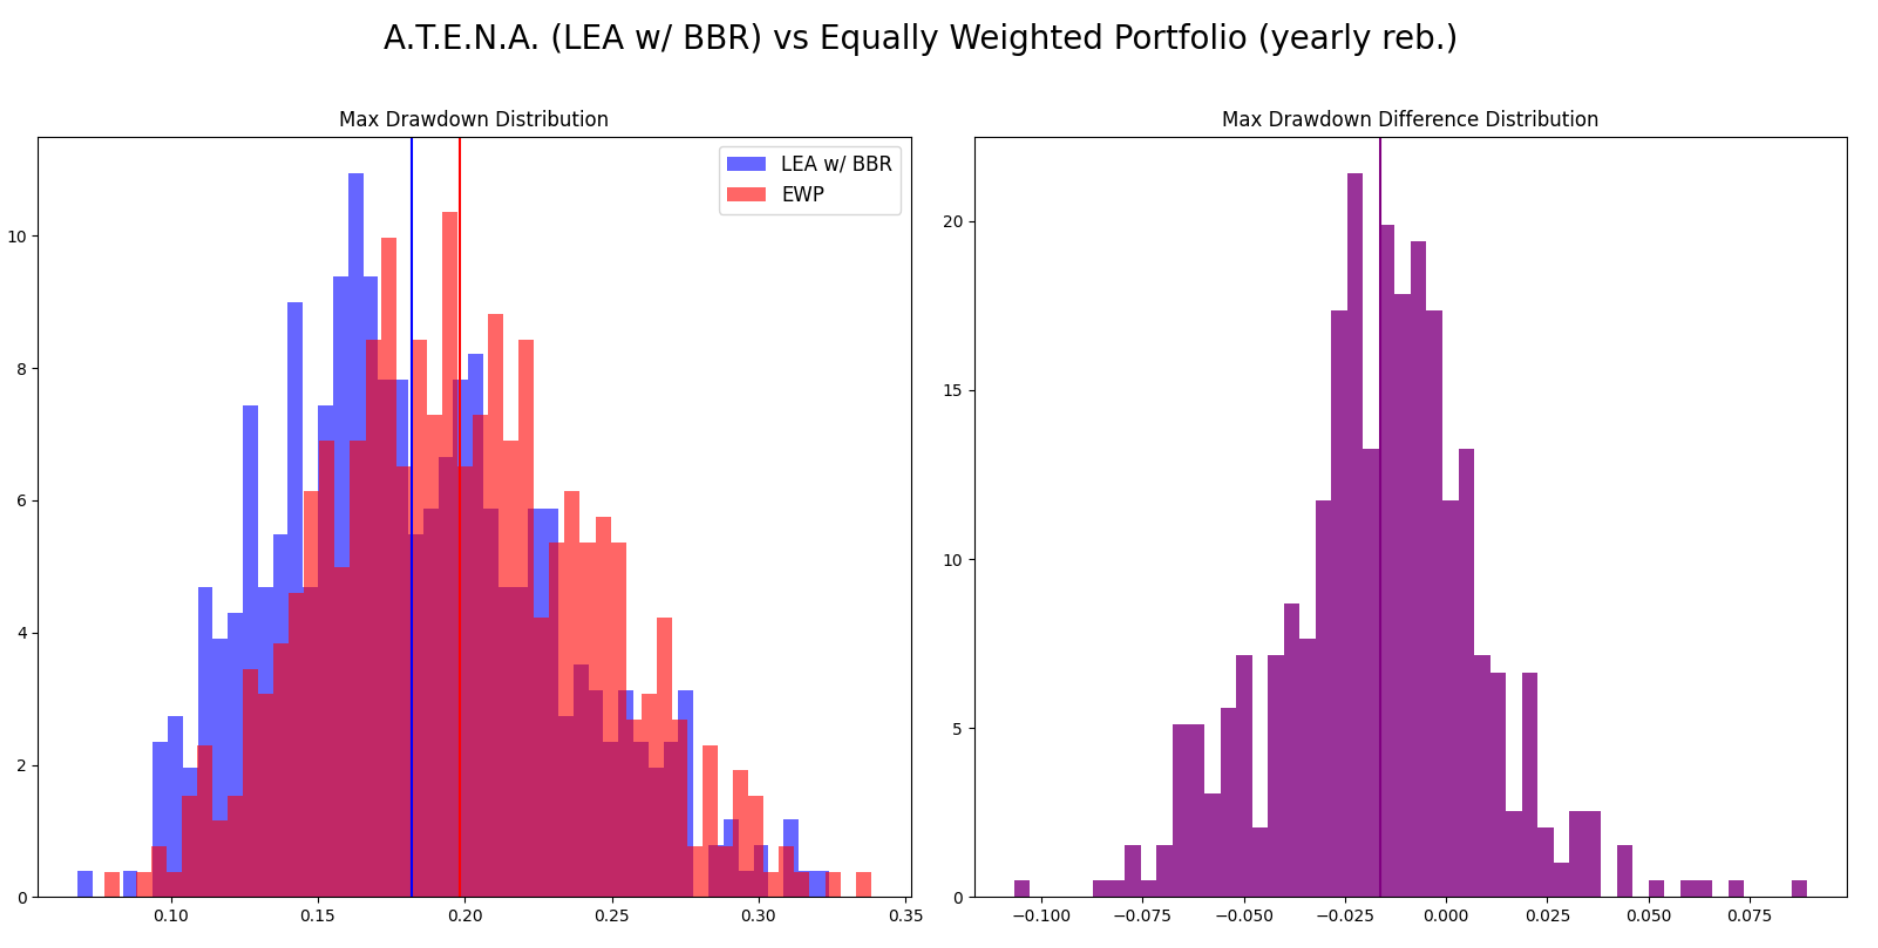 A.T.E.N.A. (LEA w/ BBR) vs Equally Weighted Portfolio (yearly reb.)
Max Drawdown Distribution
LEA w/ BBR
EWP
10
8
6
4
2
0
0.10 0.15 0.20 0.25 0.30 0.35
Max Drawdown Difference Distribution
20
15
10
5
0
−0.100 −0.075 −0.050 −0.025 0.000 0.025 0.050 0.075